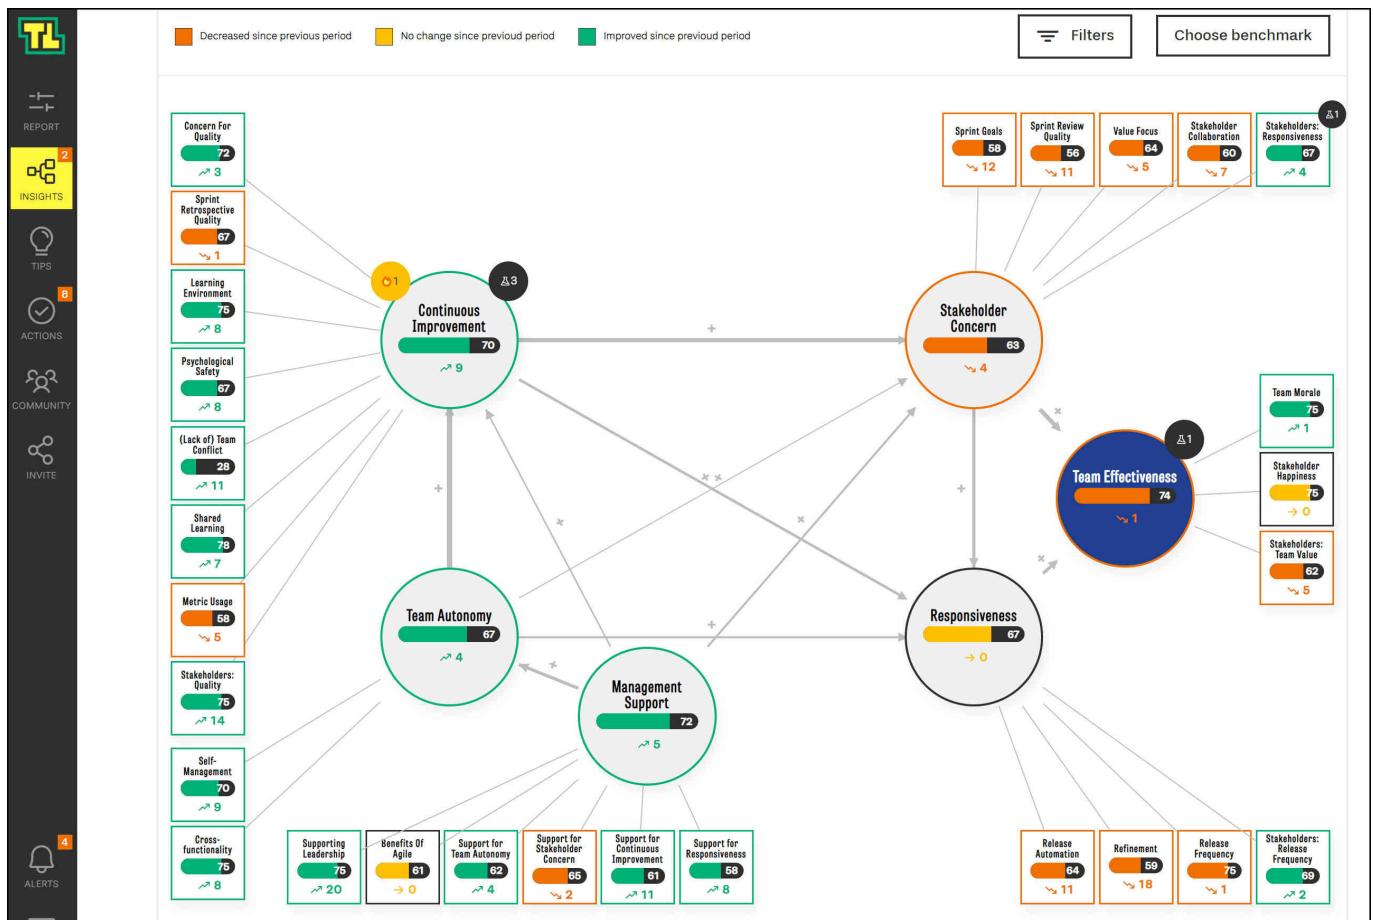 TL
REPORT
2
INSIGHTS
TIPS
8
ACTIONS
COMMUNITY
INVITE
4
ALERTS
Decreased since previous period
No change since previoud period
Improved since previoud period
Filters
Choose benchmark
Concern For
Quality
72
3
Sprint
Retrospective
Quality
67
1
Learning
Environment
75
8
Psychological
Safety
67
8
(Lack of) Team
Conflict
28
11
Shared
Learning
78
7
Metric Usage
58
5
Stakeholders:
Quality
75
14
Self-
Management
70
9
Cross-
functionality
75
8
Sprint Goals
58
12
Sprint Review
Quality
56
11
Value Focus
64
5
Stakeholder
Collaboration
60
7
1
Stakeholders:
Responsiveness
67
4
1
3
Continuous
Improvement
70
9
+
Stakeholder
Concern
63
4
+
1
Team Effectiveness
74
1
Team Morale
75
1
Stakeholder
Happiness
75
0
Stakeholders:
Team Value
62
5
+
+ +
+
+
+
+
Team Autonomy
67
4
+
+
Responsiveness
67
0
+
Management
Support
72
5
Supporting
Leadership
75
20
Benefits Of
Agile
61
0
Support for
Team Autonomy
62
4
Support for
Stakeholder
Concern
65
2
Support for
Continuous
Improvement
61
11
Support for
Responsiveness
58
8
Release
Automation
64
11
Refinement
59
18
Release
Frequency
75
1
Stakeholders:
Release
Frequency
69
2